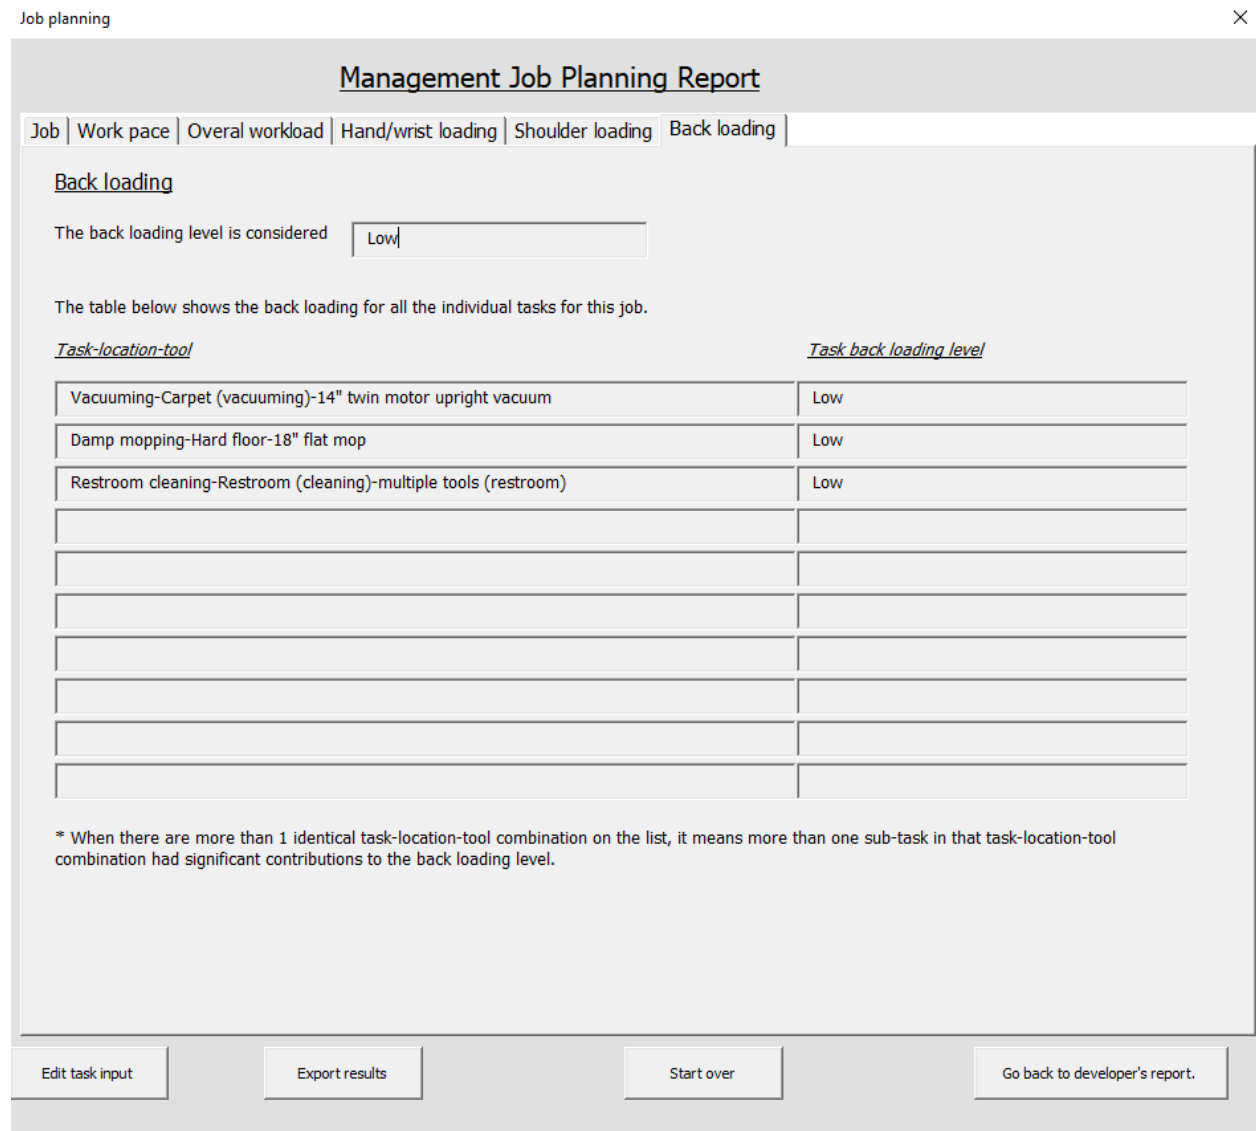 Job planning
Management Job Planning Report
Job
Work pace
Overal workload
Hand/wrist loading
Shoulder loading
Back loading
Back loading
The back loading level is considered
Low
The table below shows the back loading for all the individual tasks for this job.
Task-location-tool
Task back loading level
Vacuuming-Carpet (vacuuming)-14" twin motor upright vacuum
Low
Damp mopping-Hard floor-18" flat mop
Low
Restroom cleaning-Restroom (cleaning)-multiple tools (restroom)
Low
* When there are more than 1 identical task-location-tool combination on the list, it means more than one sub-task in that task-location-tool
combination had significant contributions to the back loading level.
Edit task input
Export results
Start over
Go back to developer's report.